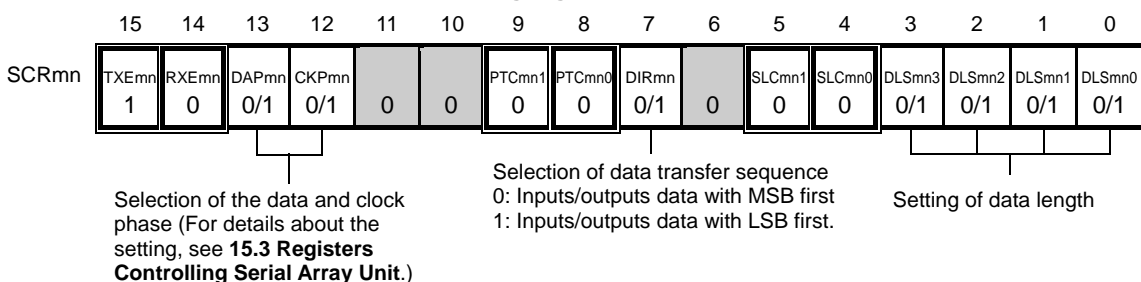 15 14 13 12 11 10 9 8 7 6 5 4 3 2 1 0
SCRmn TXEmn RXEmn DAPmn CKPmn PTCmn1 PTCmn0 DIRmn SLCmn1 SLCmn0 DLSmn3 DLSmn2 DLSmn1 DLSmn0
1 0 0/1 0/1 0 0 0 0 0/1 0 0 0 0/1 0/1 0/1 0/1
Selection of the data and clock
phase (For details about the
setting, see 15.3 Registers
Controlling Serial Array Unit.)
Selection of data transfer sequence
0: Inputs/outputs data with MSB first
1: Inputs/outputs data with LSB first.
Setting of data length